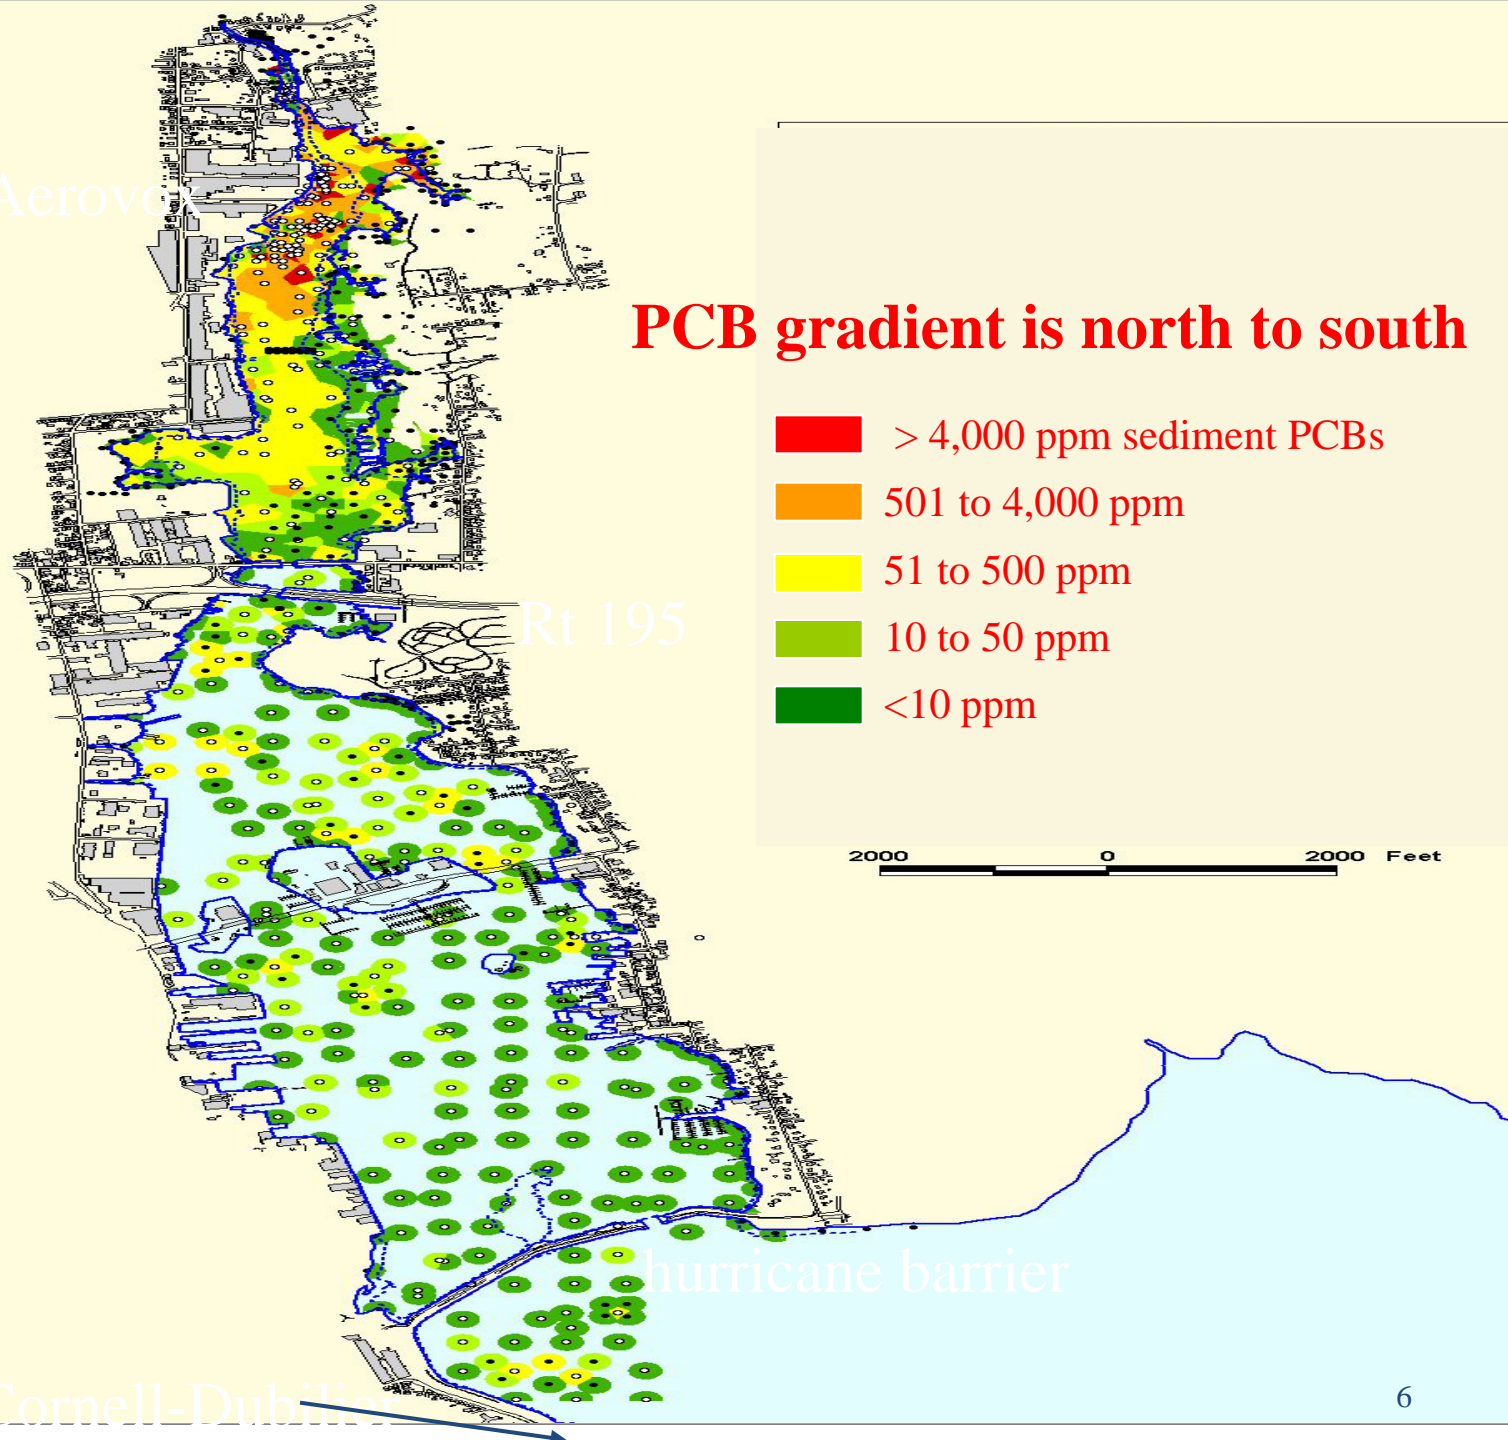 Aerovox
PCB gradient is north to south
> 4,000 ppm sediment PCBs
501 to 4,000 ppm
51 to 500 ppm
Rt 195
10 to 50 ppm
<10 ppm
2000 0 2000 Feet
hurricane barrier
Cornell-Dubilier
6